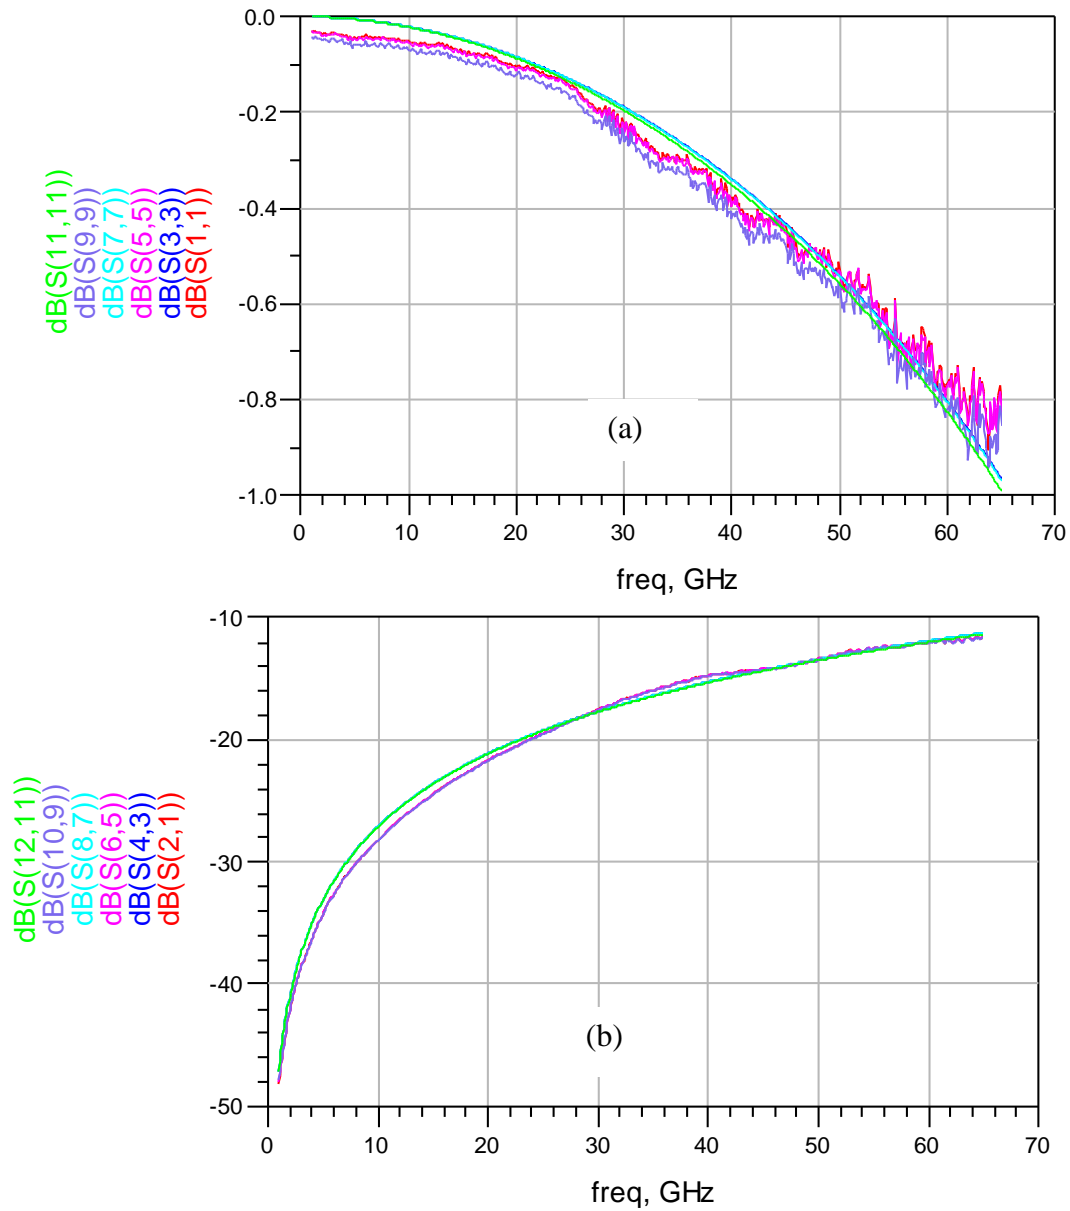 dB(S(11,11))
dB(S(9,9))
dB(S(7,7))
dB(S(5,5))
dB(S(3,3))
dB(S(1,1))
0.0
-0.2
-0.4
-0.6
-0.8
-1.0
(a)
0 10 20 30 40 50 60 70
freq, GHz
dB(S(12,11))
dB(S(10,9))
dB(S(8,7))
dB(S(6,5))
dB(S(4,3))
dB(S(2,1))
-10
-20
-30
-40
-50
(b)
0 10 20 30 40 50 60 70
freq, GHz